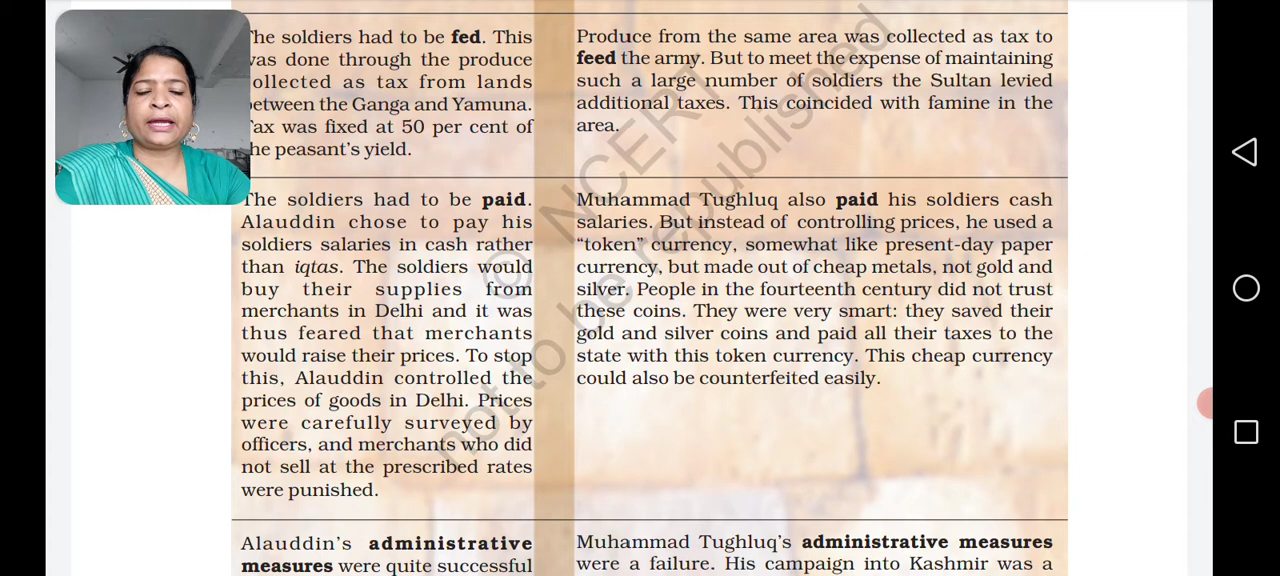 The soldiers had to be fed. This
was done through the produce
collected as tax from lands
between the Ganga and Yamuna.
Tax was fixed at 50 per cent of
the peasant's yield.
Produce from the same area was collected as tax to
feed the army. But to meet the expense of maintaining
such a large number of soldiers the Sultan levied
additional taxes. This coincided with famine in the
area.
The soldiers had to be paid.
Alauddin chose to pay his
soldiers salaries in cash rather
than iqtas. The soldiers would
buy their supplies from
merchants in Delhi and it was
thus feared that merchants
would raise their prices. To stop
this, Alauddin controlled the
prices of goods in Delhi. Prices
were carefully surveyed by
officers, and merchants who did
not sell at the prescribed rates
were punished.
Muhammad Tughluq also paid his soldiers cash
salaries. But instead of controlling prices, he used a
“token” currency, somewhat like present-day paper
currency, but made out of cheap metals, not gold and
silver. People in the fourteenth century did not trust
these coins. They were very smart: they saved their
gold and silver coins and paid all their taxes to the
state with this token currency. This cheap currency
could also be counterfeited easily.
Alauddin's administrative
measures were quite successful
Muhammad Tughluq's administrative measures
were a failure. His campaign into Kashmir was a
© NCERT
not to be republished